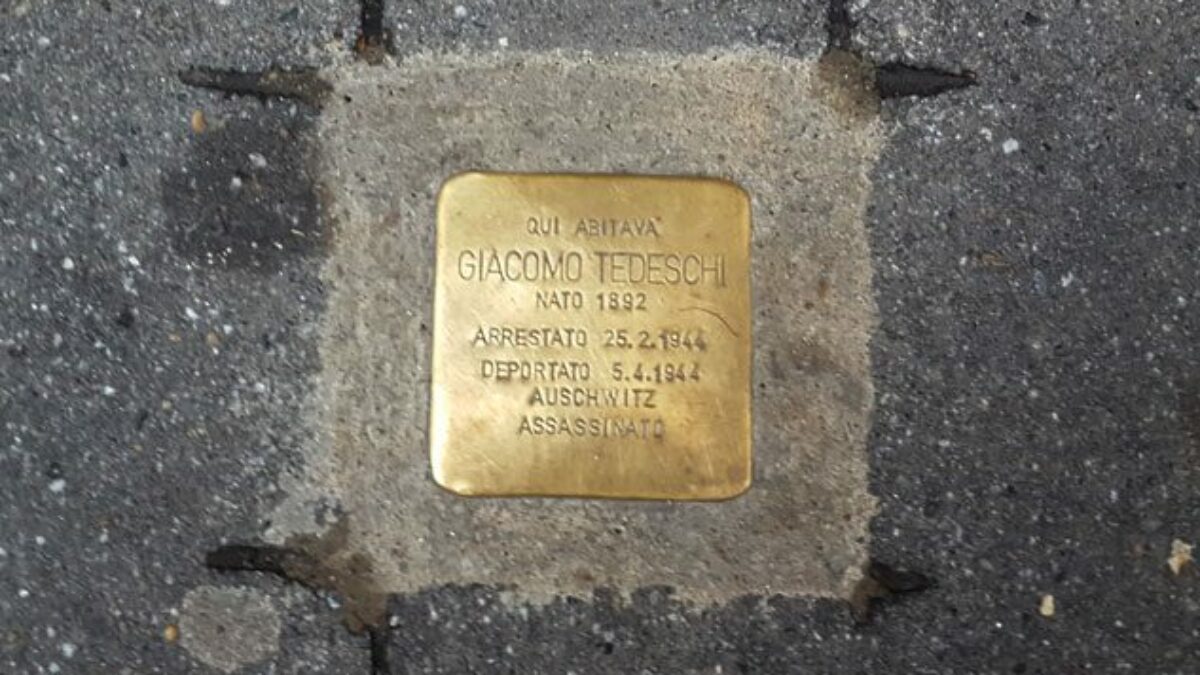 QUI ABITAVA
GIACOMO TEDESCHI
NATO 1892
ARRESTATO 25.2.1944
DEPORTATO 5.4.1944
AUSCHWITZ
ASSASSINATO